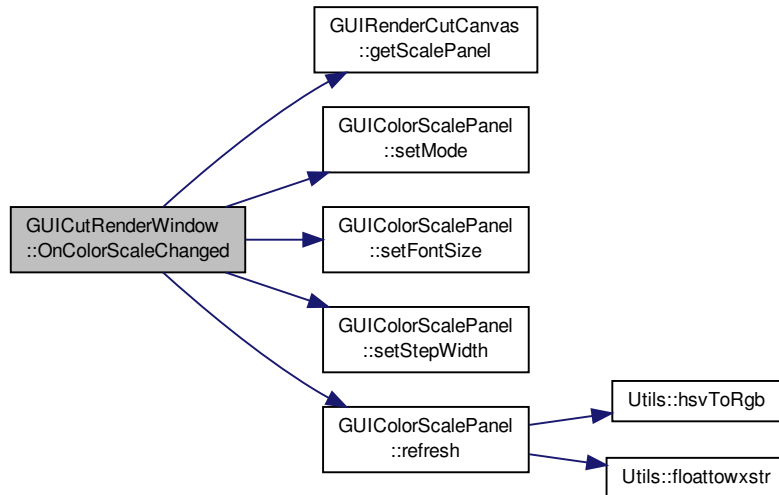 GUIRenderCutCanvas
::getScalePanel
GUIColorScalePanel
::setMode
GUICutRenderWindow
::OnColorScaleChanged
GUIColorScalePanel
::setFontSize
GUIColorScalePanel
::setStepWidth
GUIColorScalePanel
::refresh
Utils::hsvToRgb
Utils::floattowxstr